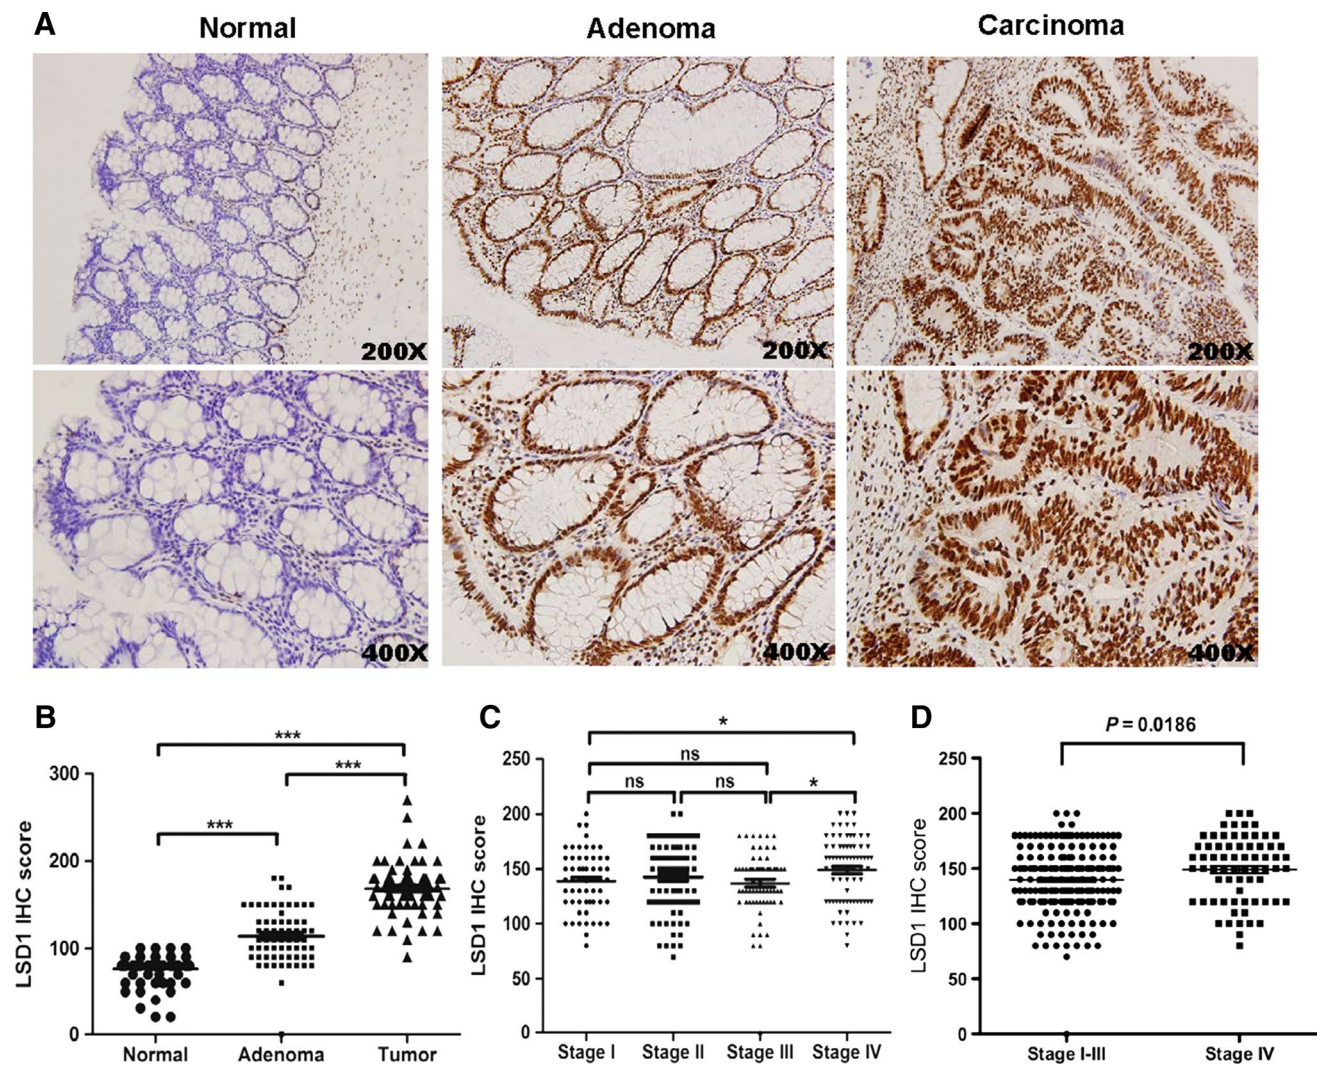 A
Normal
Adenoma
Carcinoma
200X
200X
200X
400X
400X
400X
B
LSD1 IHC score
300
200
100
0
***
***
***
Normal
Adenoma
Tumor
C
LSD1 IHC score
250
200
150
100
50
0
*
ns
ns
ns
*
Stage I
Stage II
Stage III
Stage IV
D
LSD1 IHC score
250
200
150
100
50
0
P = 0.0186
Stage I-III
Stage IV